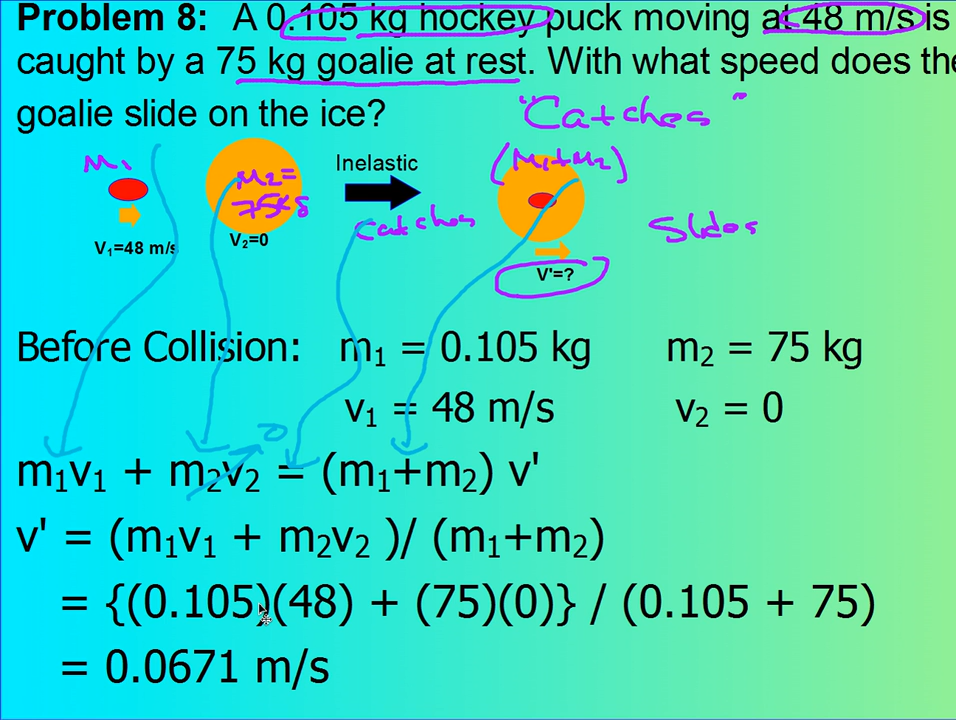 Problem 8: A 0.105 kg hockey puck moving at 48 m/s is
caught by a 75 kg goalie at rest. With what speed does the
goalie slide on the ice?
"Catches"
M1
M2=
75kg
Inelastic
catches
(M1+M2)
Slides
V1=48 m/s
V2=0
V'=?
Before Collision: m1 = 0.105 kg m2 = 75 kg
v1 = 48 m/s v2 = 0
0
m1v1 + m2v2 = (m1+m2) v'
v' = (m1v1 + m2v2 )/ (m1+m2)
= {(0.105)(48) + (75)(0)} / (0.105 + 75)
= 0.0671 m/s